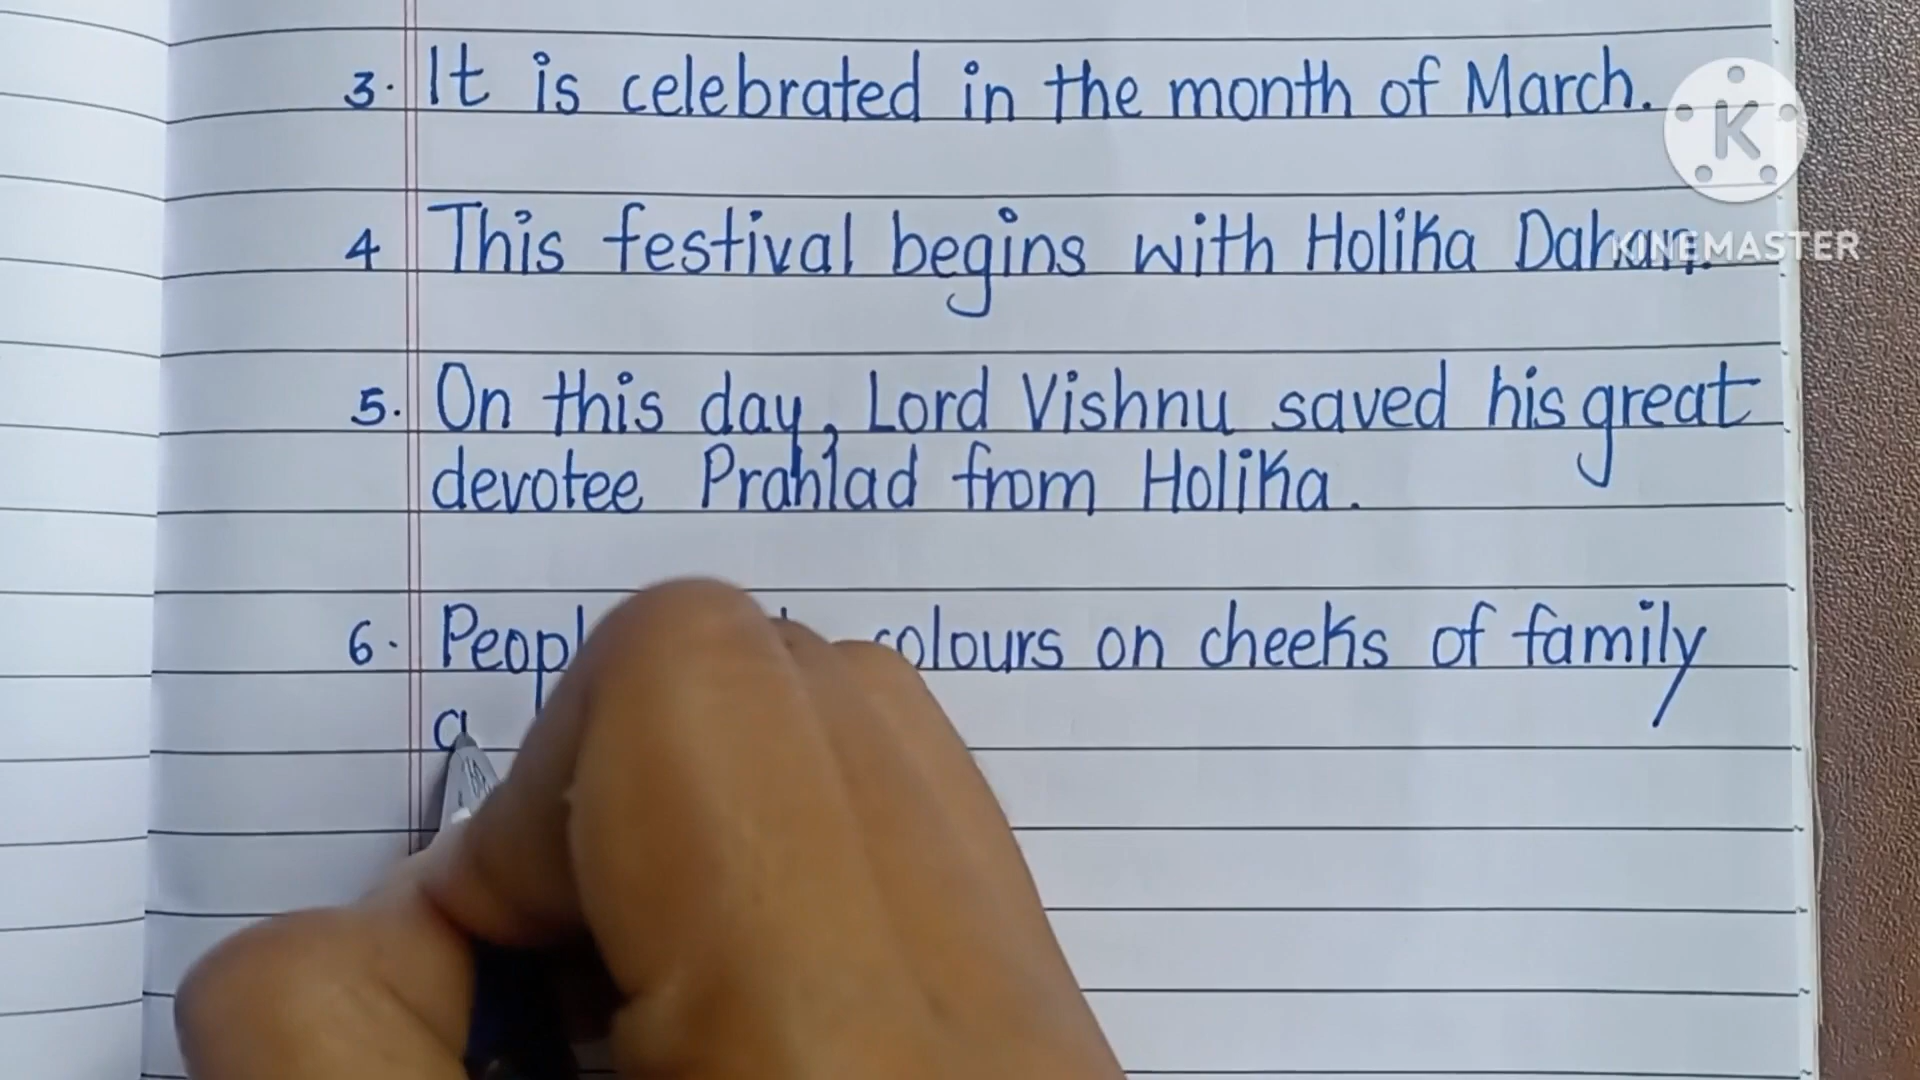 3. It is celebrated in the month of March.
4 This festival begins with Holika Dahan.
5. On this day, Lord Vishnu saved his great
devotee Prahlad from Holika.
6. colours on cheeks of family
K
KINEMASTER